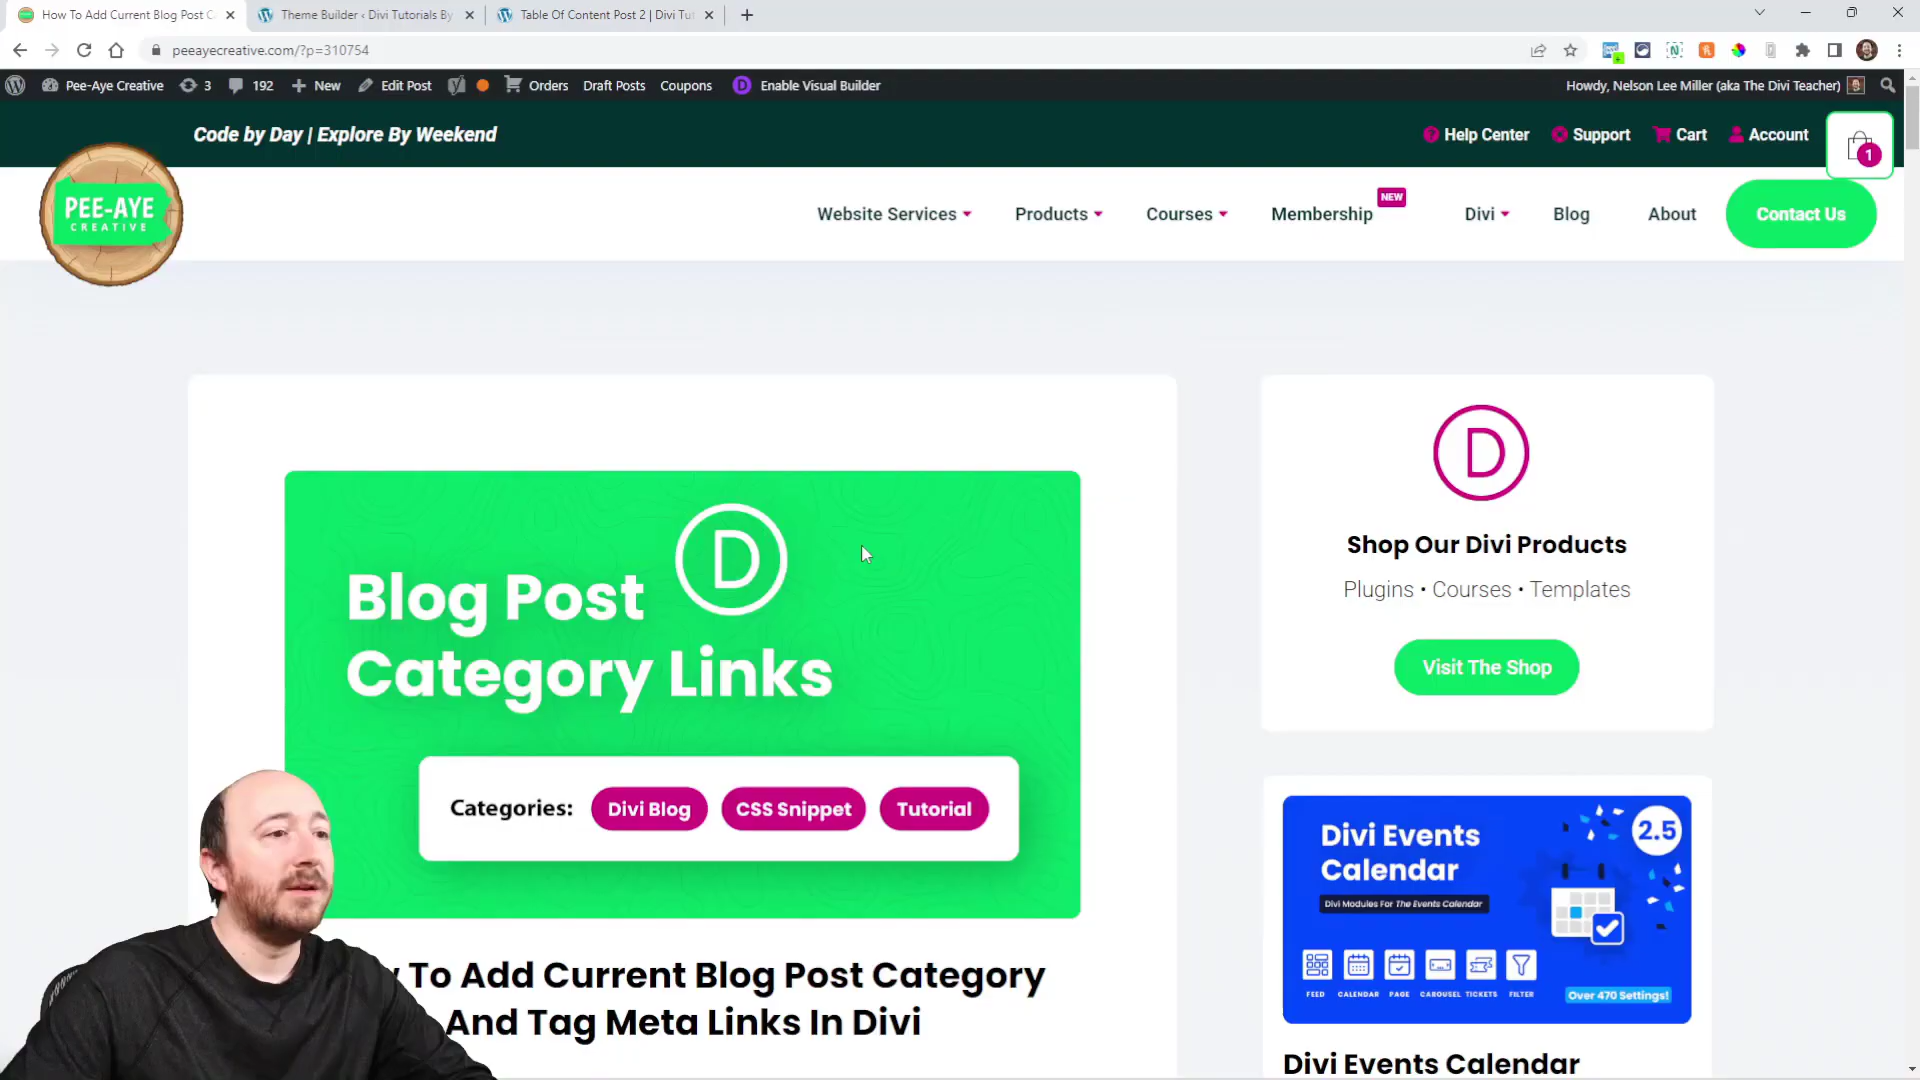 How To Add Current Blog Post C
Theme Builder ‹ Divi Tutorials By
Table Of Content Post 2 | Divi Tut
peeayecreative.com/?p=310754
Pee-Aye Creative
3
192
New
Edit Post
Orders
Draft Posts
Coupons
Enable Visual Builder
Howdy, Nelson Lee Miller (aka The Divi Teacher)
Code by Day | Explore By Weekend
Help Center
Support
Cart
Account
1
PEE-AYE
CREATIVE
Website Services
Products
Courses
Membership
NEW
Divi
Blog
About
Contact Us
D
Blog Post
Category Links
Categories:
Divi Blog
CSS Snippet
Tutorial
To Add Current Blog Post Category
And Tag Meta Links In Divi
D
Shop Our Divi Products
Plugins • Courses • Templates
Visit The Shop
Divi Events
Calendar
2.5
Divi Modules For The Events Calendar
FEED
CALENDAR
PAGE
CAROUSEL
TICKETS
FILTER
Over 470 Settings!
Divi Events Calendar